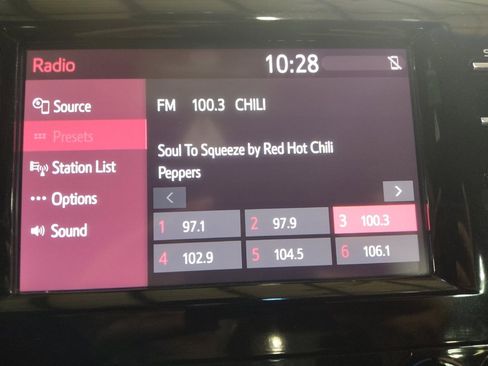 Radio 10:28
Source
Presets
Station List
Options
Sound
FM 100.3 CHILI
Soul To Squeeze by Red Hot Chili
Peppers
1 97.1 2 97.9 3 100.3
4 102.9 5 104.5 6 106.1